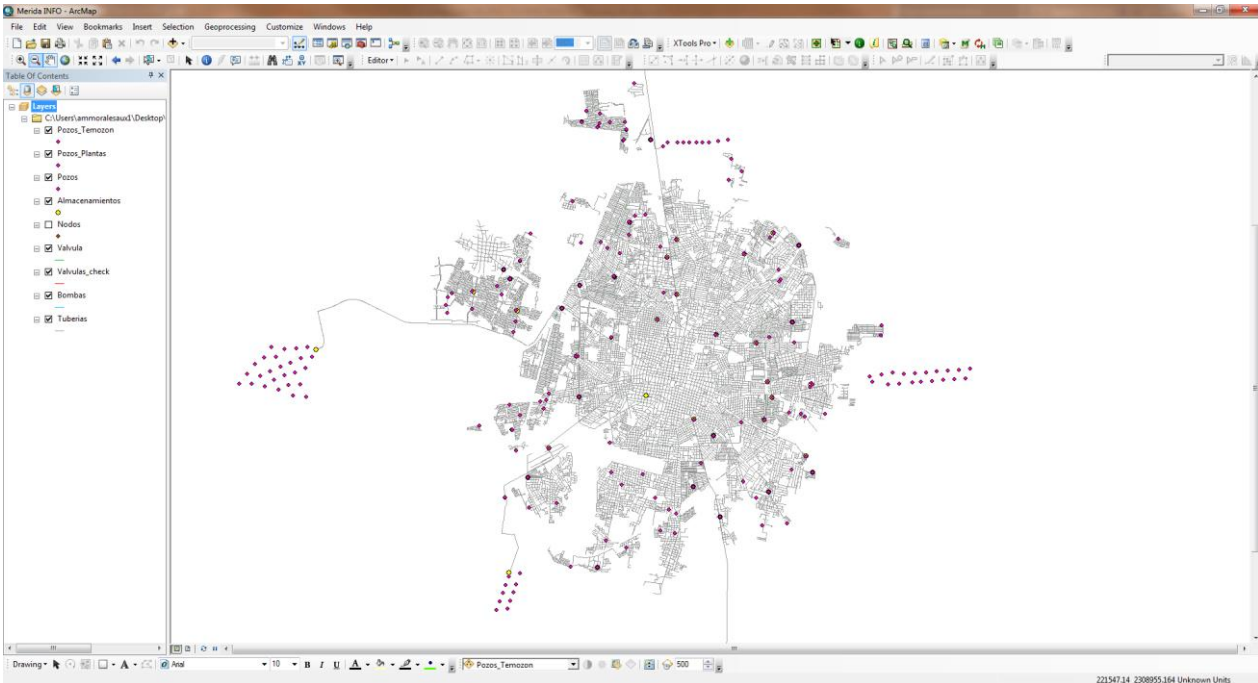 Merida INFO - ArcMap
File Edit View Bookmarks Insert Selection Geoprocessing Customize Windows Help
XTools Pro
Editor
Table Of Contents
Layers
C:\Users\ammoralesaux1\Desktop\
Pozos_Temozon
Pozos_Plantas
Pozos
Almacenamientos
Nodos
Valvula
Valvulas_check
Bombas
Tuberias
Drawing A Arial 10 B I U A Pozos_Temozon 500
221547.14 2308955.164 Unknown Units